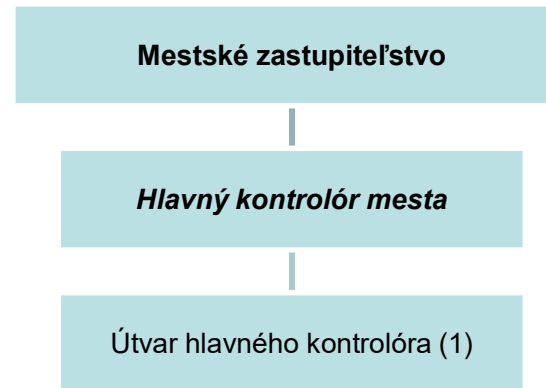 Mestské zastupiteľstvo
Hlavný kontrolór mesta
Útvar hlavného kontrolóra (1)